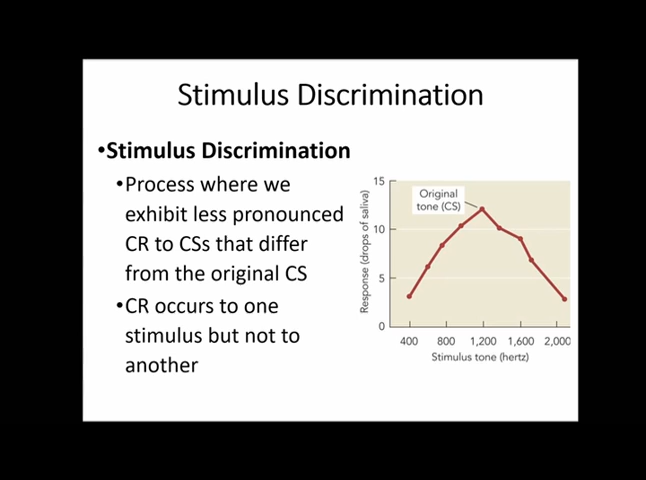 Stimulus Discrimination
•Stimulus Discrimination
•Process where we
exhibit less pronounced
CR to CSs that differ
from the original CS
•CR occurs to one
stimulus but not to
another
Response (drops of saliva)
15
10
5
0
Original
tone (CS)
400 800 1,200 1,600 2,000
Stimulus tone (hertz)